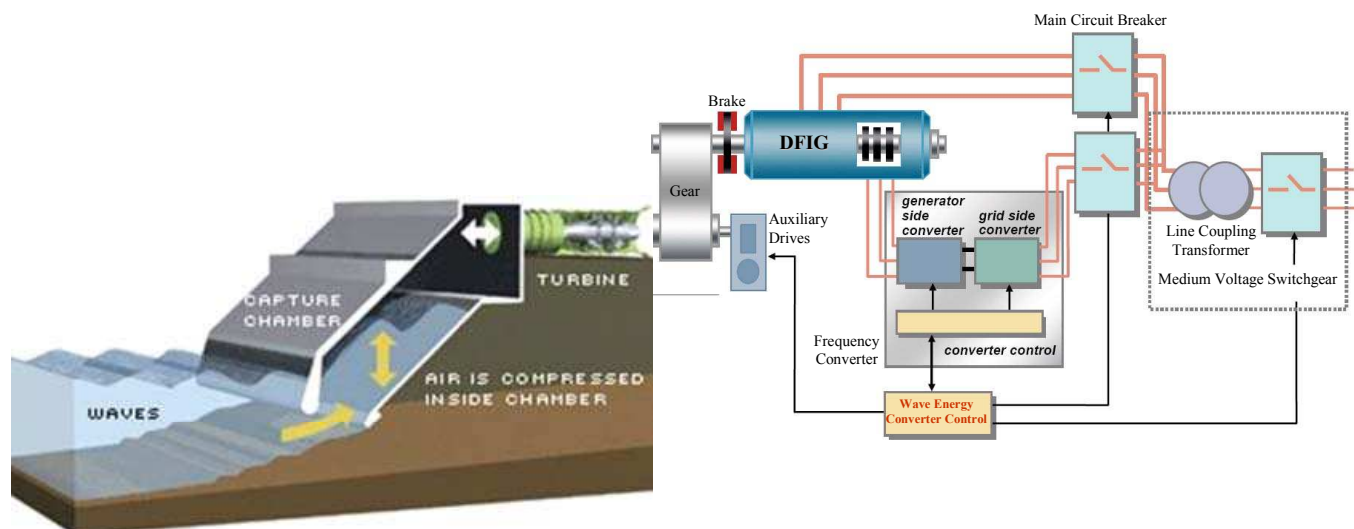 CAPTURE
CHAMBER
TURBINE
AIR IS COMPRESSED
INSIDE CHAMBER
WAVES
Main Circuit Breaker
Brake
DFIG
Gear
Auxiliary
Drives
generator
side
converter
grid side
converter
Line Coupling
Transformer
Medium Voltage Switchgear
Frequency
Converter
converter control
Wave Energy
Converter Control